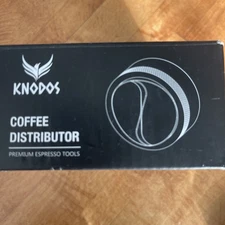 KNODOS
COFFEE
DISTRIBUTOR
PREMIUM ESPRESSO TOOLS